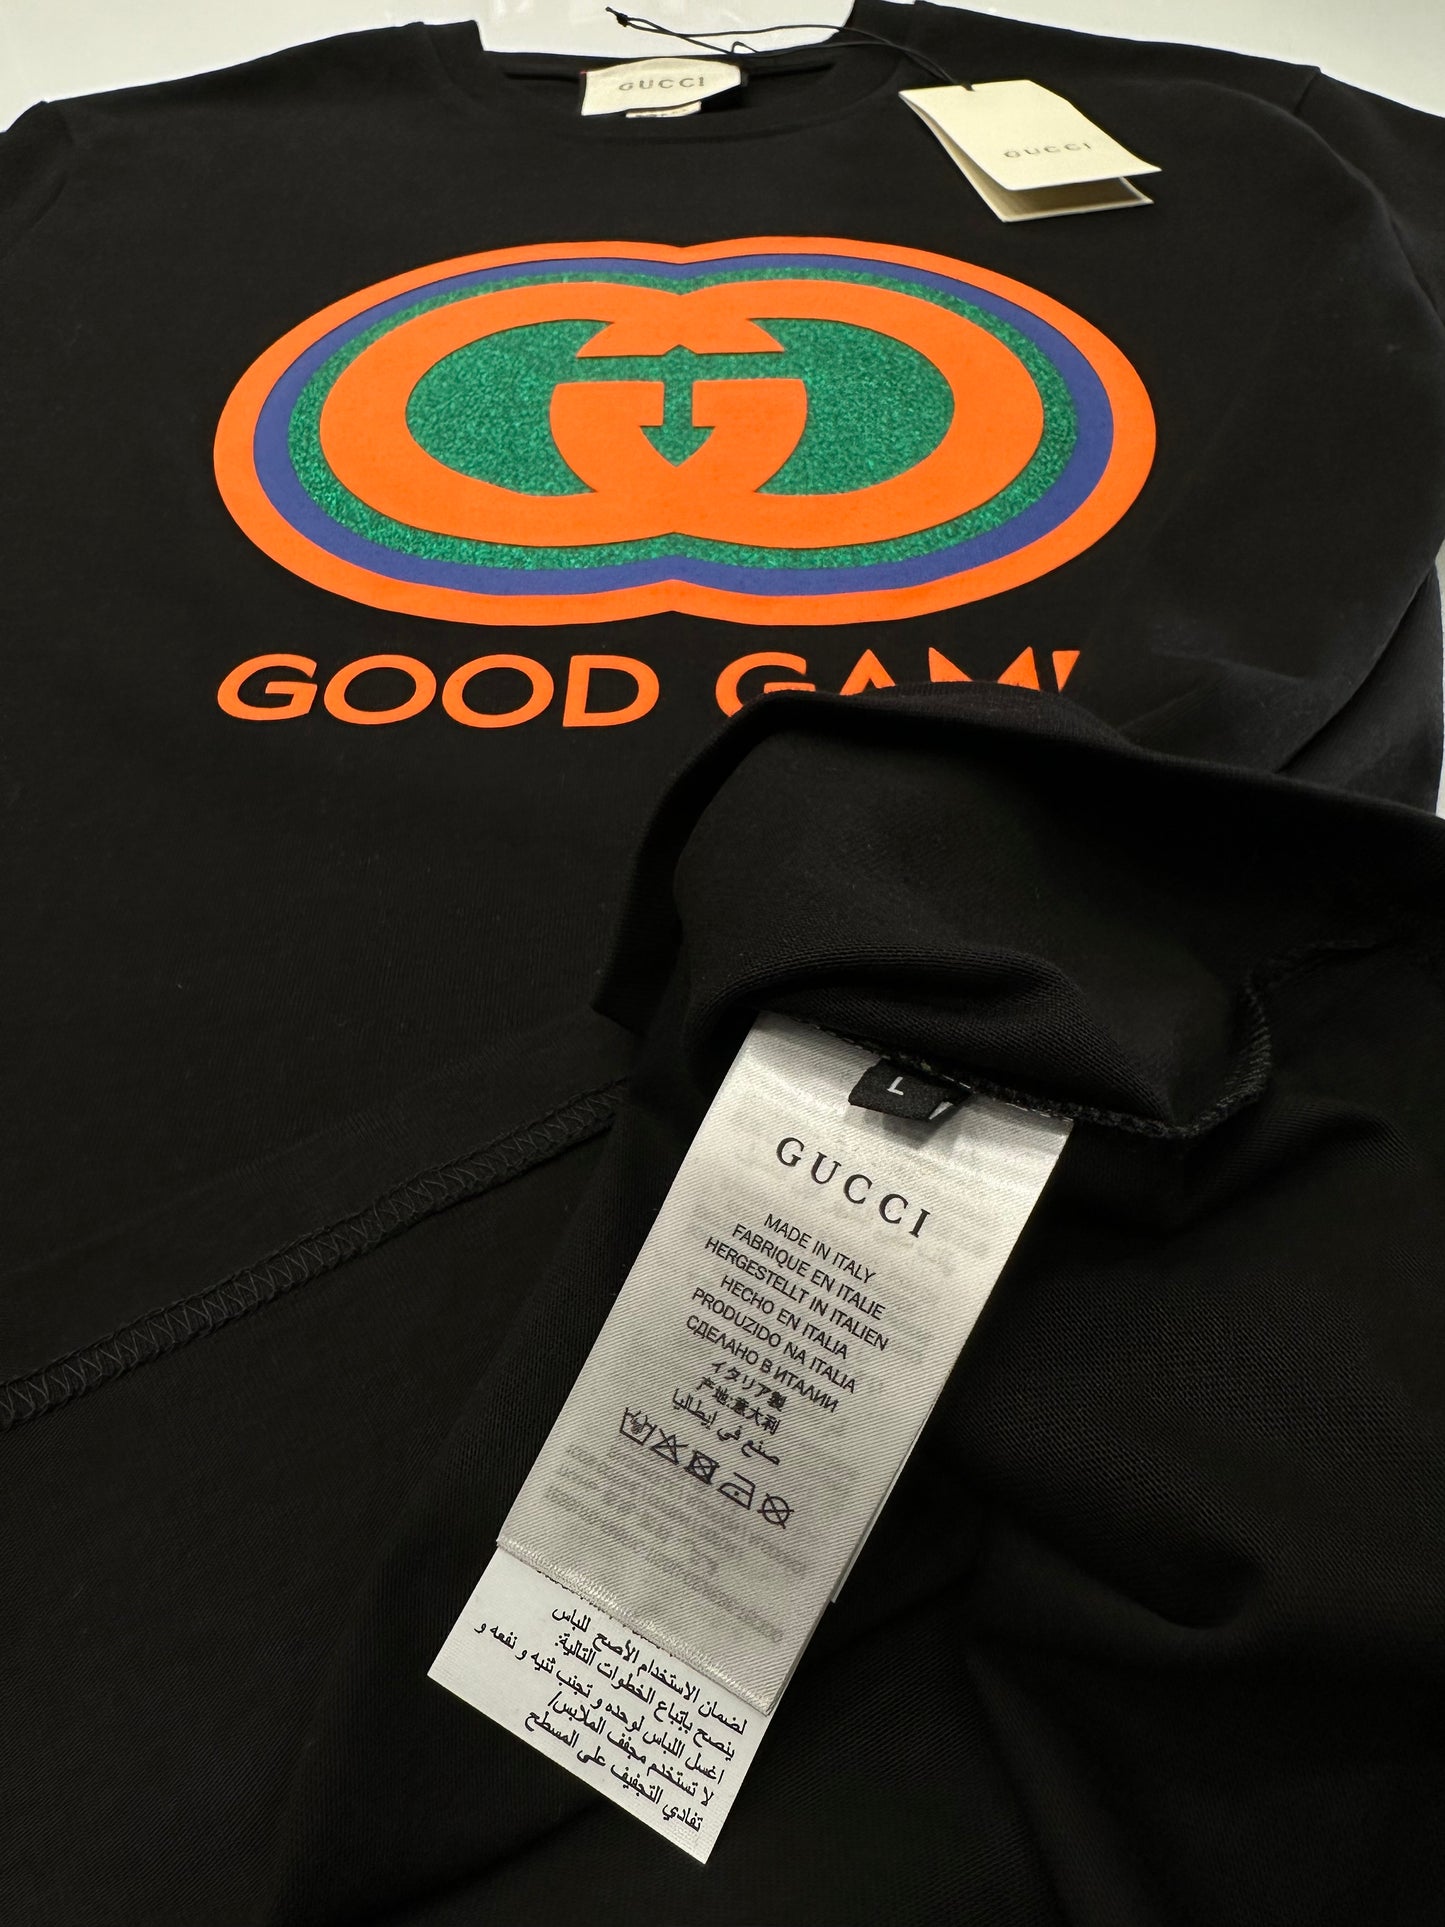 GUCCI
GUCCI
GOOD GAM
L
GUCCI
MADE IN ITALY
FABRIQUE EN ITALIE
HERGESTELLT IN ITALIEN
HECHO EN ITALIA
PRODUZIDO NA ITALIA
СДЕЛАНО В ИТАЛИИ
イタリア製
产地:意大利
صنع في إيطاليا
لضمان الاستخدام الأصح للباس
ينصح بإتباع الخطوات التالية:
اغسل اللباس لوحده و تجنب ثنيه و نقعه و
لا تستخدم مجفف الملابس/
تفادي التجفيف على المسطح